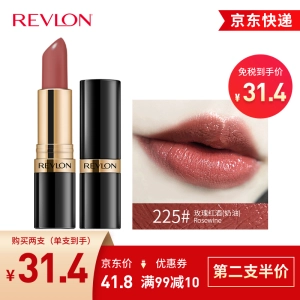 REVLON
京东快递
免税到手价
¥31.4
225#
玫瑰红酒(奶油)
Rosewine
购买两支（单支到手）
¥31.4
京东价
41.8
优惠券
满99减10
第二支半价